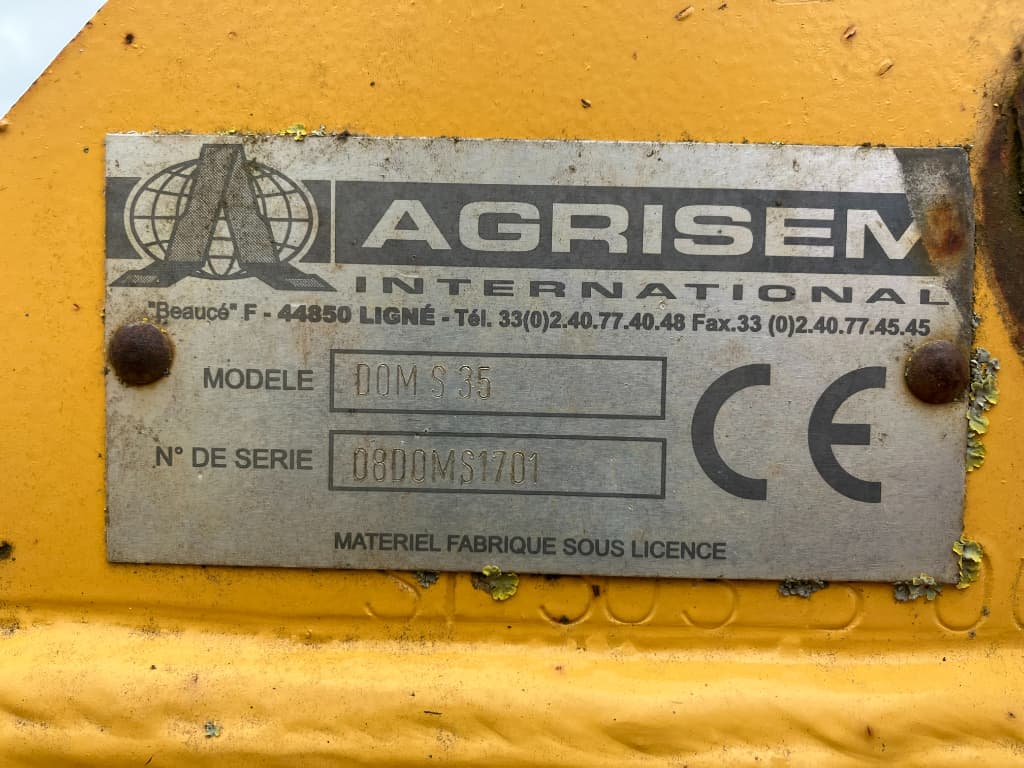 AGRISEM
INTERNATIONAL
"Beaucé" F - 44850 LIGNÉ - Tél. 33(0)2.40.77.40.48 Fax.33 (0)2.40.77.45.45
MODELE DOM S 35
N° DE SERIE 08DOMS1701
CE
MATERIEL FABRIQUE SOUS LICENCE